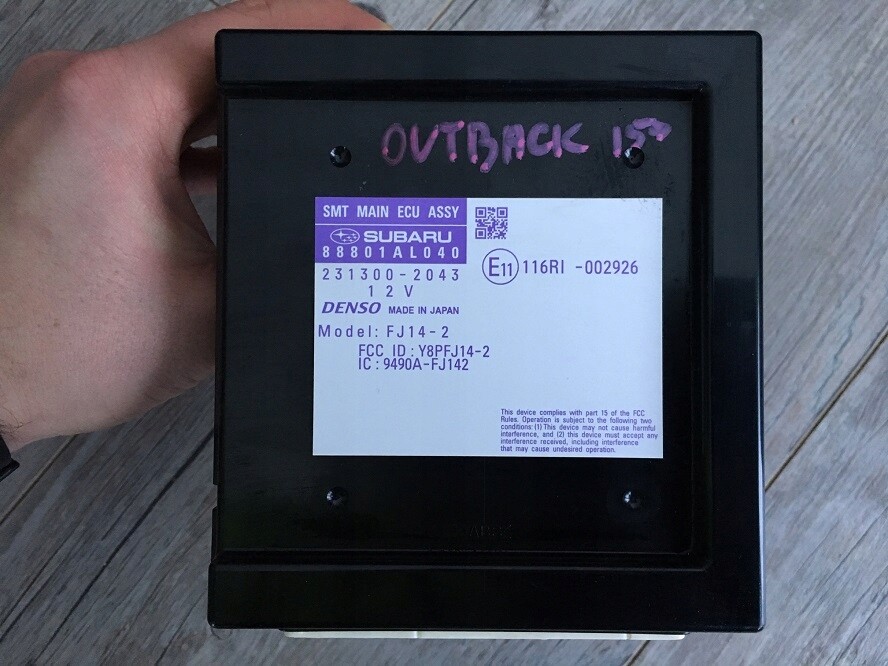 OUTBACK 15
SMT MAIN ECU ASSY
SUBARU
88801AL040
231300-2043
12V
DENSO MADE IN JAPAN
Model: FJ14-2
FCC ID : Y8PFJ14-2
IC : 9490A-FJ142
E11 116RI -002926
This device complies with part 15 of the FCC
Rules. Operation is subject to the following two
conditions: (1) This device may not cause harmful
interference, and (2) this device must accept any
interference received, including interference
that may cause undesired operation.